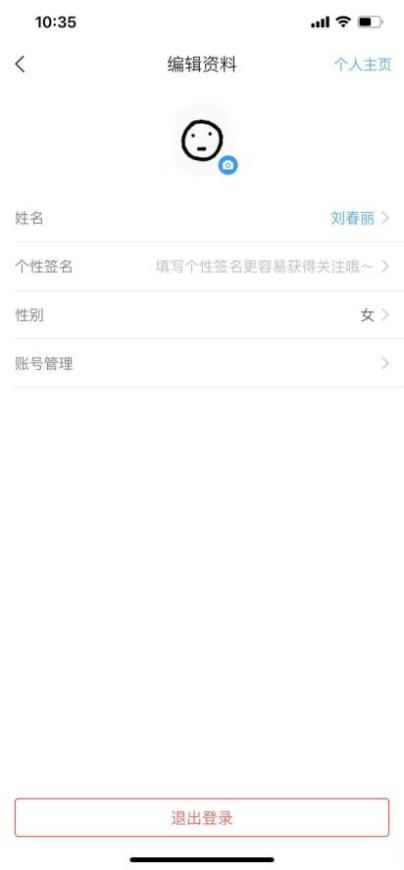 10:35
编辑资料 个人主页
姓名 刘春丽
个性签名 填写个性签名更容易获得关注哦～
性别 女
账号管理
退出登录